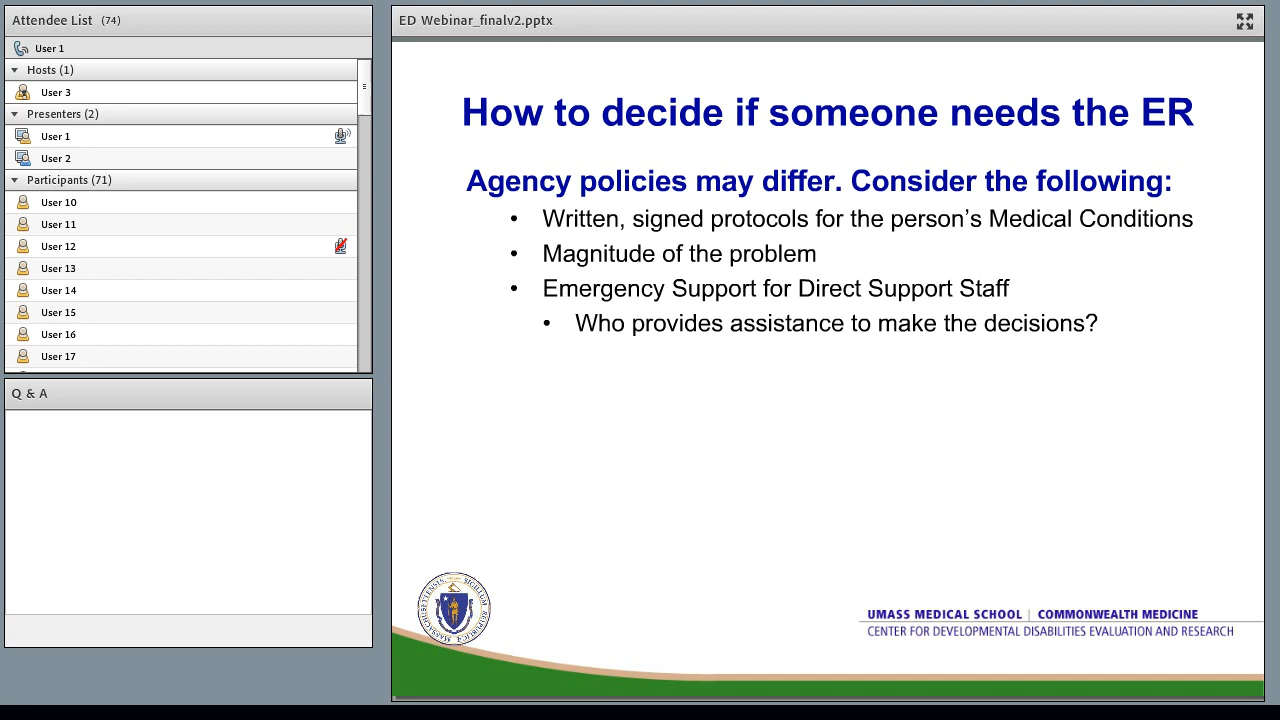 Attendee List (74)
User 1
Hosts (1)
User 3
Presenters (2)
User 1
User 2
Participants (71)
User 10
User 11
User 12
User 13
User 14
User 15
User 16
User 17
Q & A
ED Webinar_finalv2.pptx
How to decide if someone needs the ER
Agency policies may differ. Consider the following:
• Written, signed protocols for the person’s Medical Conditions
• Magnitude of the problem
• Emergency Support for Direct Support Staff
• Who provides assistance to make the decisions?
UMASS MEDICAL SCHOOL | COMMONWEALTH MEDICINE
CENTER FOR DEVELOPMENTAL DISABILITIES EVALUATION AND RESEARCH